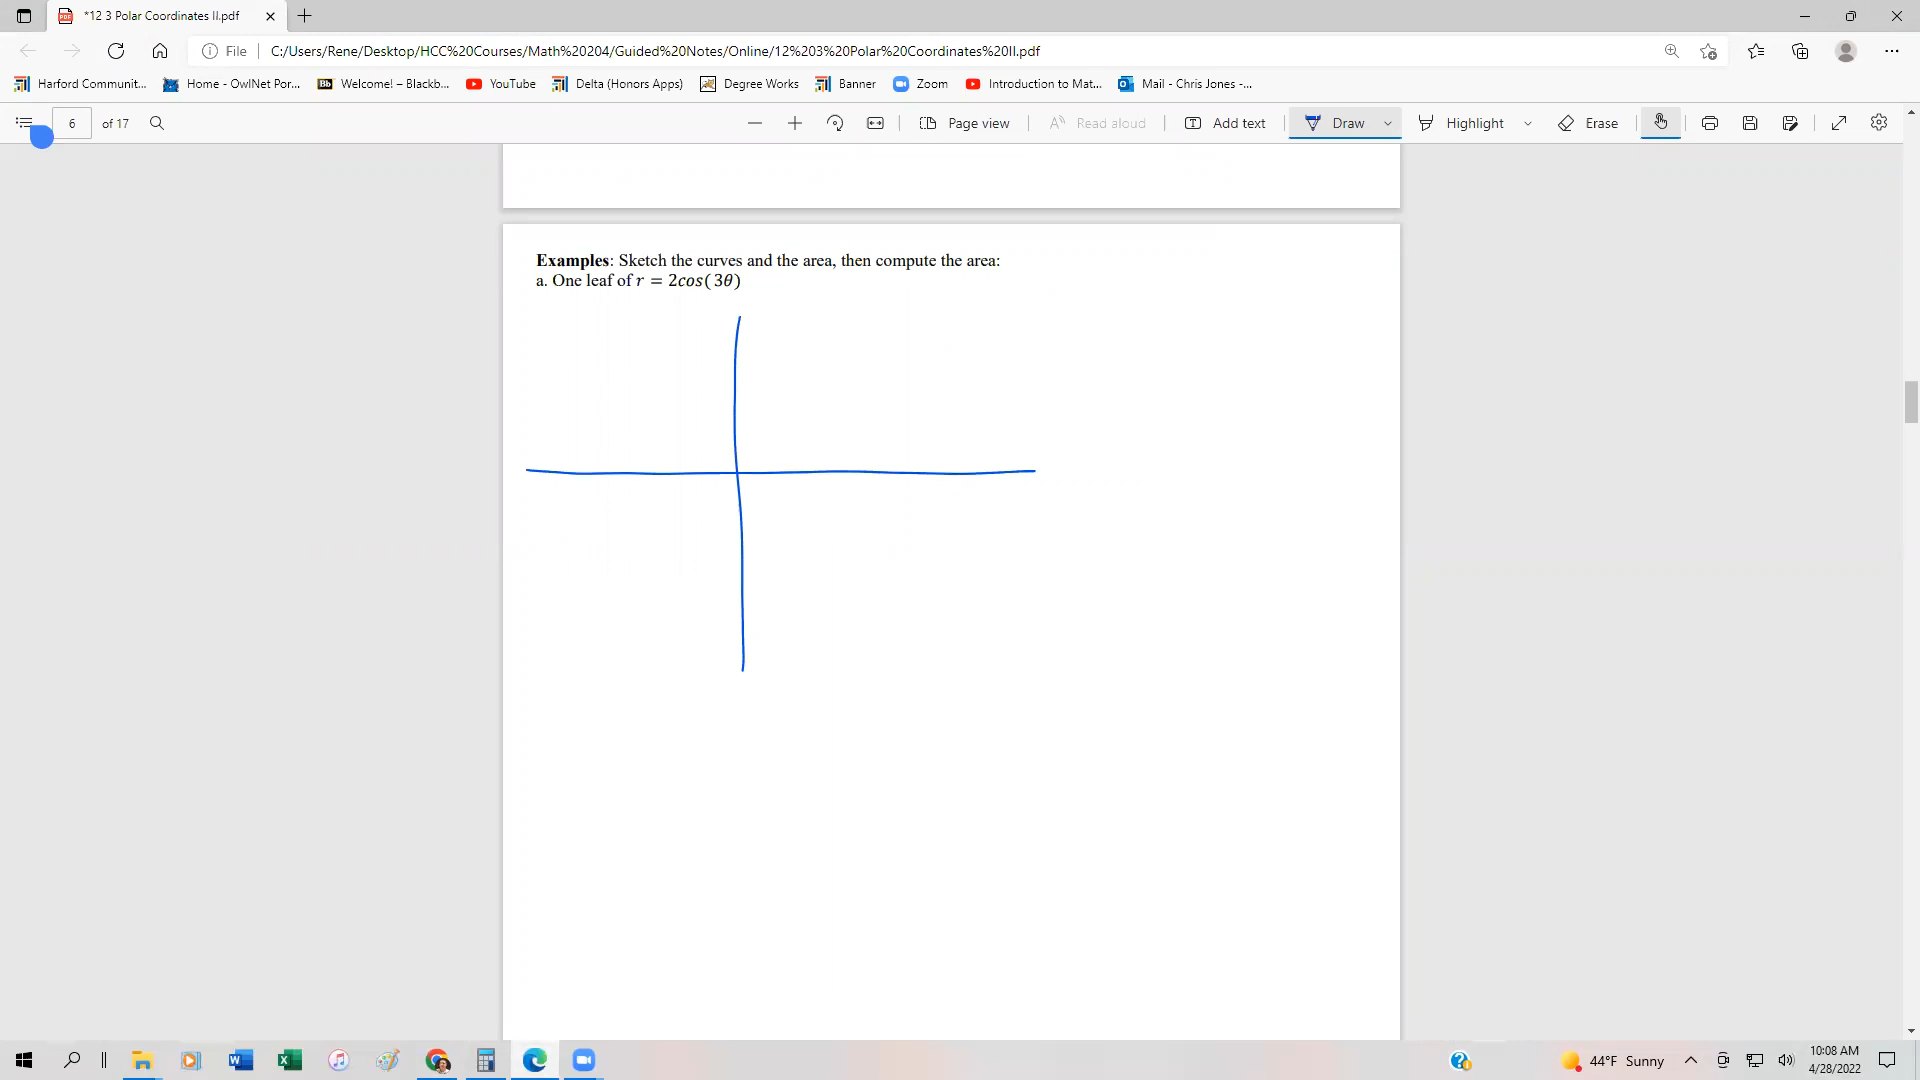 *12 3 Polar Coordinates II.pdf
File C:/Users/Rene/Desktop/HCC%20Courses/Math%20204/Guided%20Notes/Online/12%203%20Polar%20Coordinates%20II.pdf
Harford Communit... Home - OwlNet Por... Bb Welcome! – Blackb... YouTube Delta (Honors Apps) Degree Works Banner Zoom Introduction to Mat... Mail - Chris Jones -...
6 of 17 Page view Read aloud Add text Draw Highlight Erase
Examples: Sketch the curves and the area, then compute the area:
a. One leaf of r = 2cos(3θ)
44°F Sunny
10:08 AM
4/28/2022